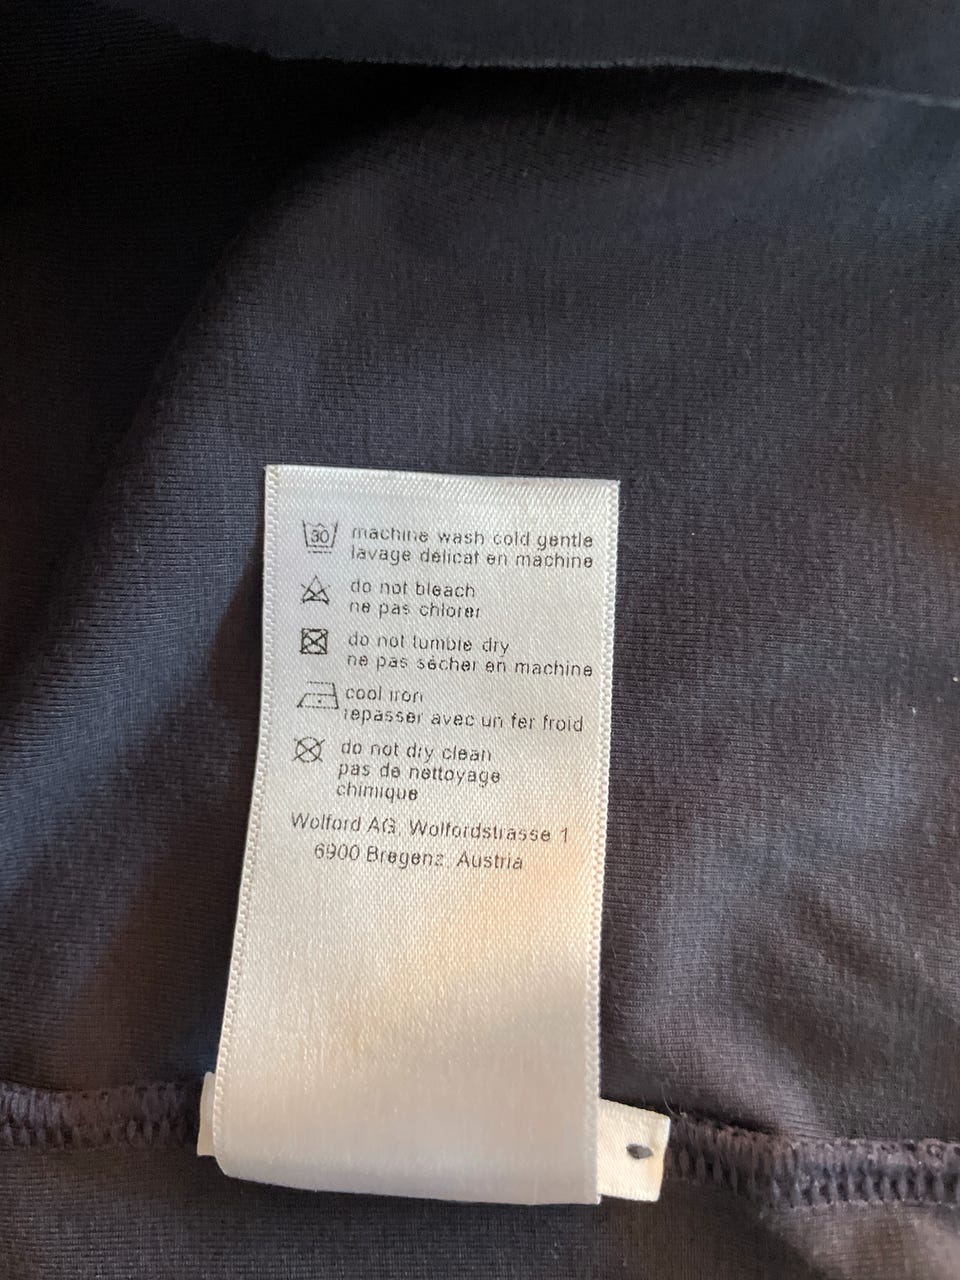 30 machine wash cold gentle
lavage délicat en machine
do not bleach
ne pas chlorer
do not tumble dry
ne pas sécher en machine
cool iron
repasser avec un fer froid
do not dry clean
pas de nettoyage
chimique
Wolford AG, Wolfordstrasse 1
6900 Bregenz, Austria